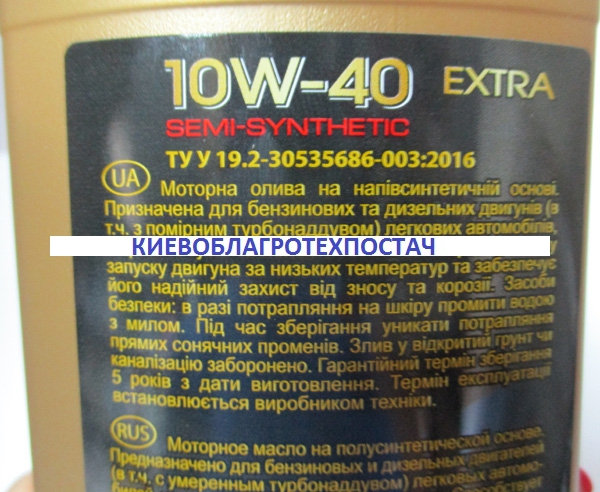 10W-40 EXTRA
SEMI-SYNTHETIC
ТУ У 19.2-30535686-003:2016
UA Моторна олива на напівсинтетичній основі.
Призначена для бензинових та дизельних двигунів (в
т.ч. з помірним турбонаддувом) легкових автомобілів,
КИЕВОБЛАГРОТЕХПОСТАЧ
запуску двигуна за низьких температур та забезпечує
його надійний захист від зносу та корозії. Засоби
безпеки: в разі потрапляння на шкіру промити водою
з милом. Під час зберігання уникати потрапляння
прямих сонячних променів. Злив у відкритий ґрунт чи
каналізацію заборонено. Гарантійний термін зберігання
5 років з дати виготовлення. Термін експлуатації
встановлюється виробником техніки.
RUS Моторное масло на полусинтетической основе.
Предназначено для бензиновых и дизельных двигателей
(в т.ч. с умеренным турбонаддувом) легковых автомо-